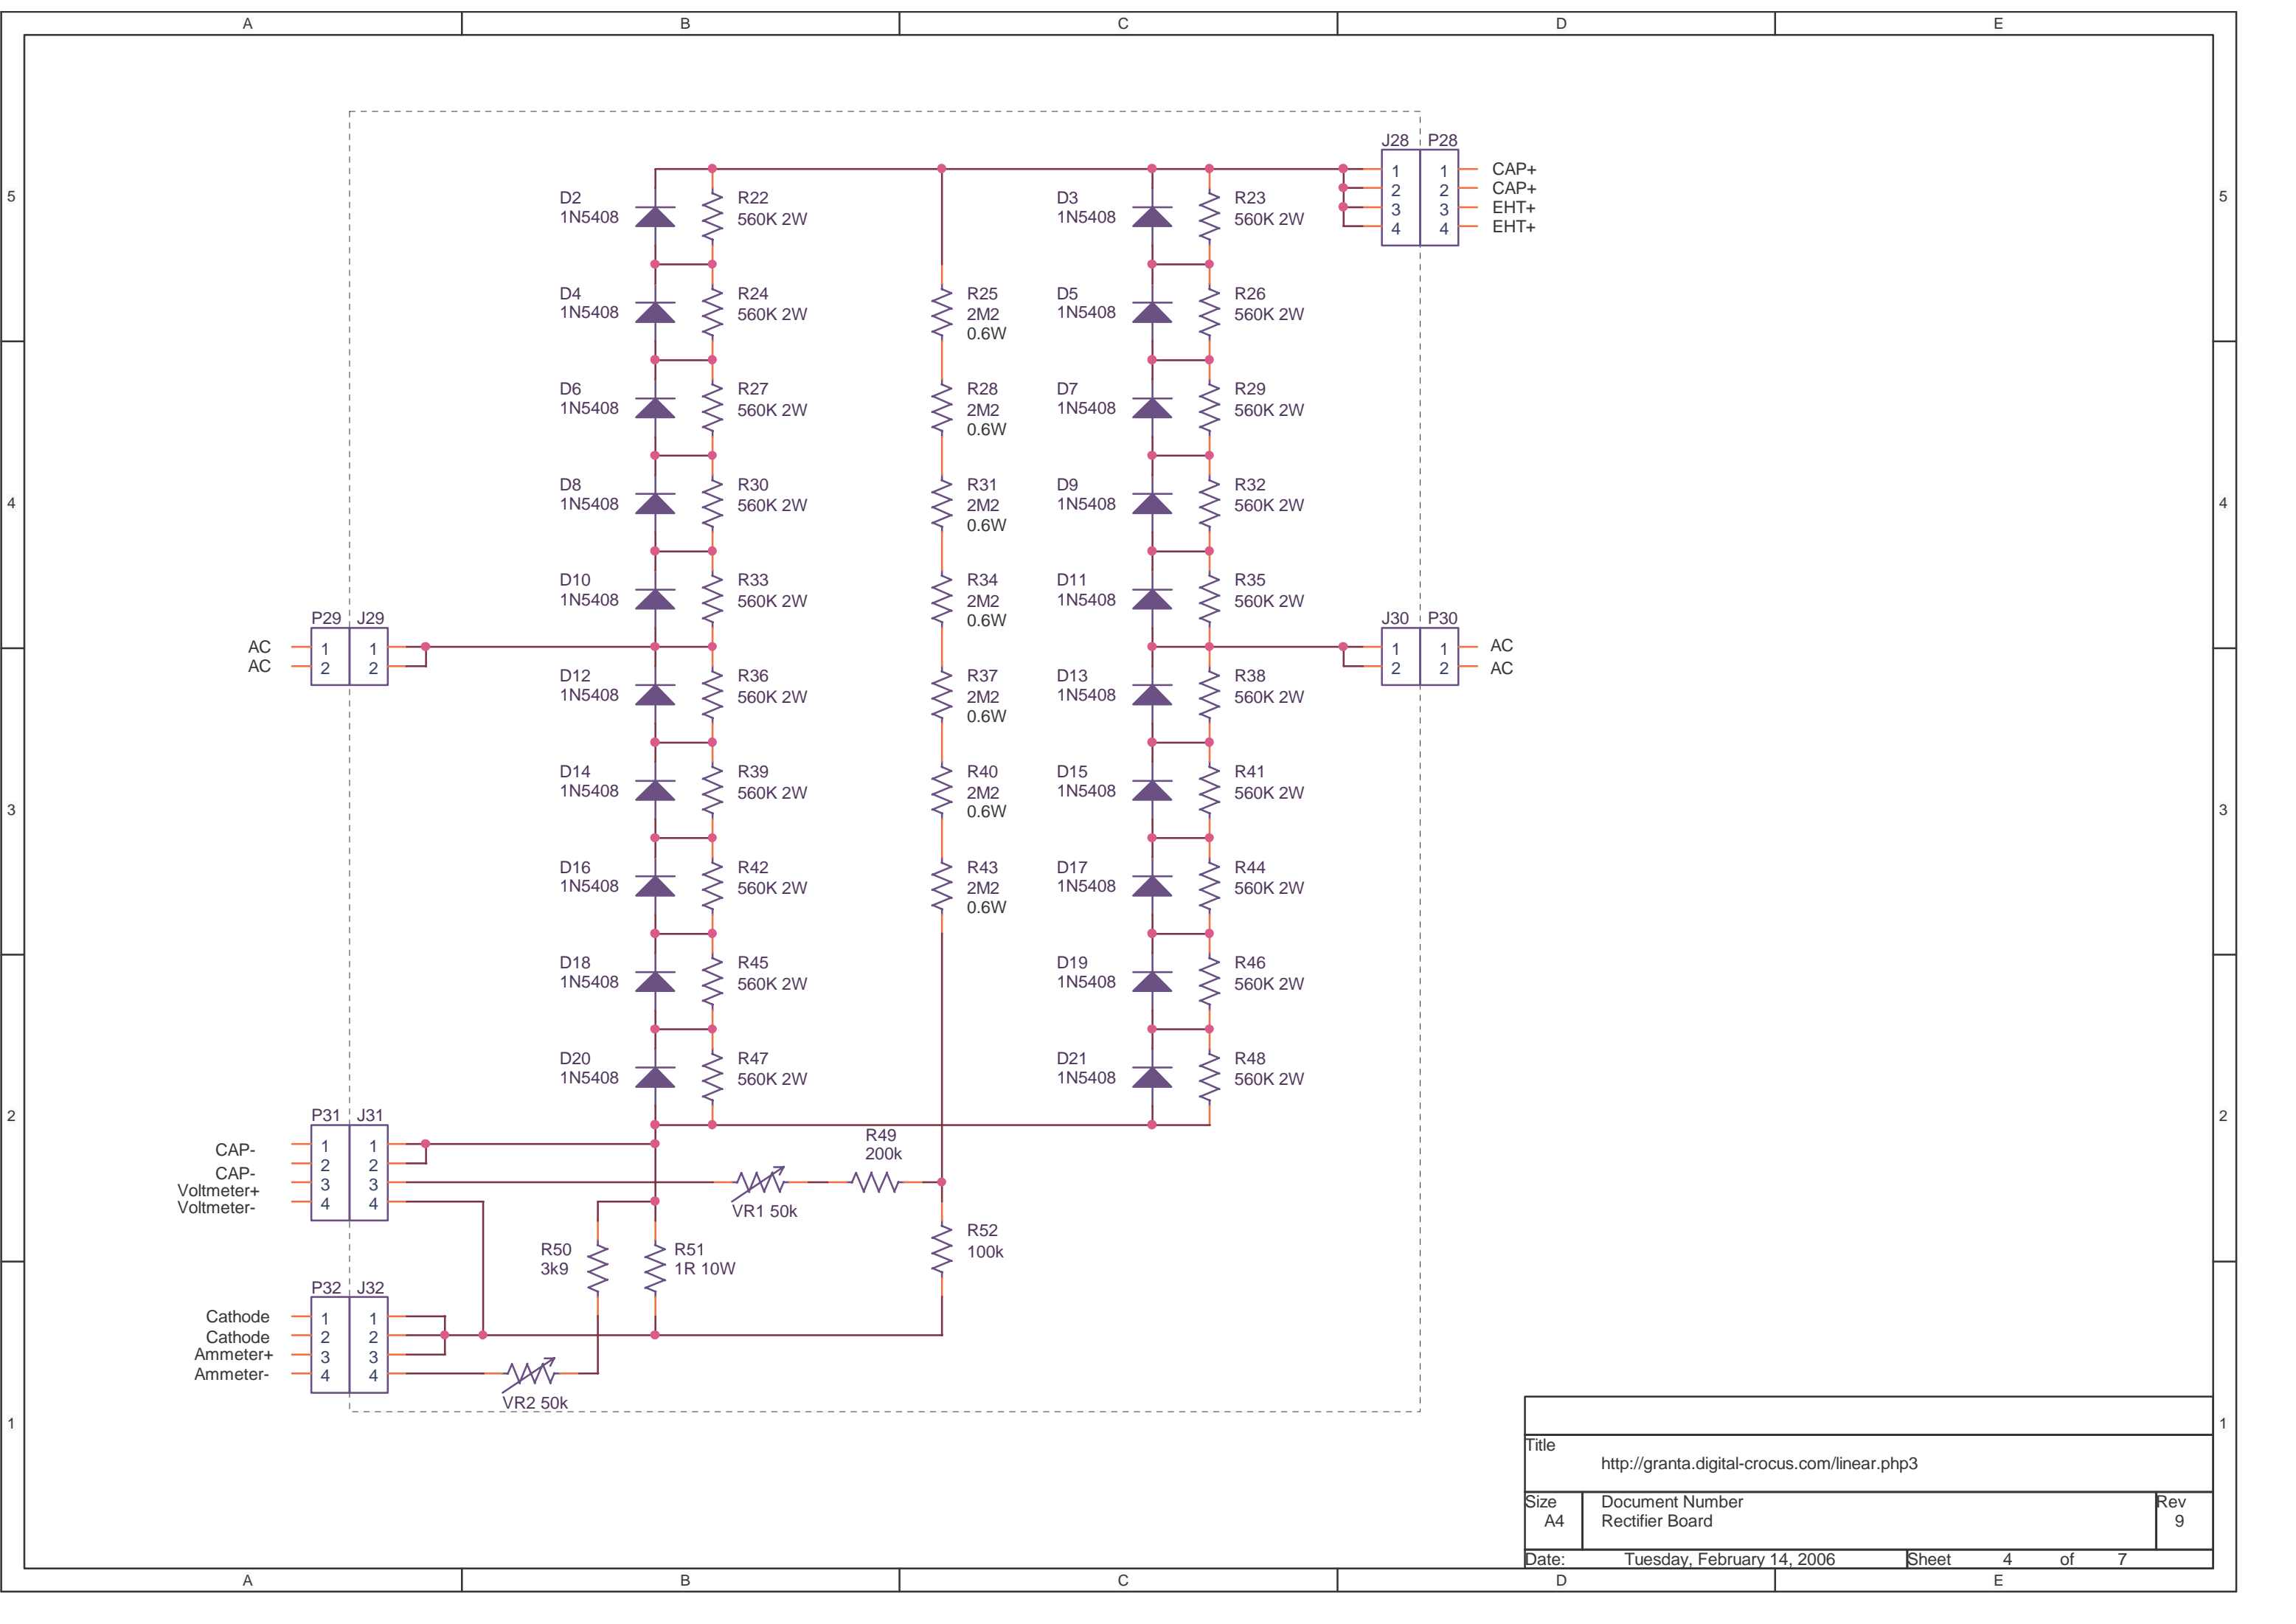 A B C D E
J28 P28
1 1 CAP+
2 2 CAP+
3 3 EHT+
4 4 EHT+
5 5
D2
1N5408
R22
560K 2W
D3
1N5408
R23
560K 2W
D4
1N5408
R24
560K 2W
R25
2M2
0.6W
D5
1N5408
R26
560K 2W
D6
1N5408
R27
560K 2W
R28
2M2
0.6W
D7
1N5408
R29
560K 2W
4 4
D8
1N5408
R30
560K 2W
R31
2M2
0.6W
D9
1N5408
R32
560K 2W
D10
1N5408
R33
560K 2W
R34
2M2
0.6W
D11
1N5408
R35
560K 2W
P29 J29
AC 1 1
AC 2 2
J30 P30
1 1 AC
2 2 AC
D12
1N5408
R36
560K 2W
R37
2M2
0.6W
D13
1N5408
R38
560K 2W
D14
1N5408
R39
560K 2W
R40
2M2
0.6W
D15
1N5408
R41
560K 2W
3 3
D16
1N5408
R42
560K 2W
R43
2M2
0.6W
D17
1N5408
R44
560K 2W
D18
1N5408
R45
560K 2W
D19
1N5408
R46
560K 2W
D20
1N5408
R47
560K 2W
D21
1N5408
R48
560K 2W
2 2
P31 J31
CAP- 1 1
CAP- 2 2
Voltmeter+ 3 3
Voltmeter- 4 4
R49
200k
VR1 50k
R50
3k9
R51
1R 10W
R52
100k
P32 J32
Cathode 1 1
Cathode 2 2
Ammeter+ 3 3
Ammeter- 4 4
VR2 50k
1 1
Title
http://granta.digital-crocus.com/linear.php3
Size Document Number Rev
A4 Rectifier Board 9
Date: Tuesday, February 14, 2006 Sheet 4 of 7
A B C D E